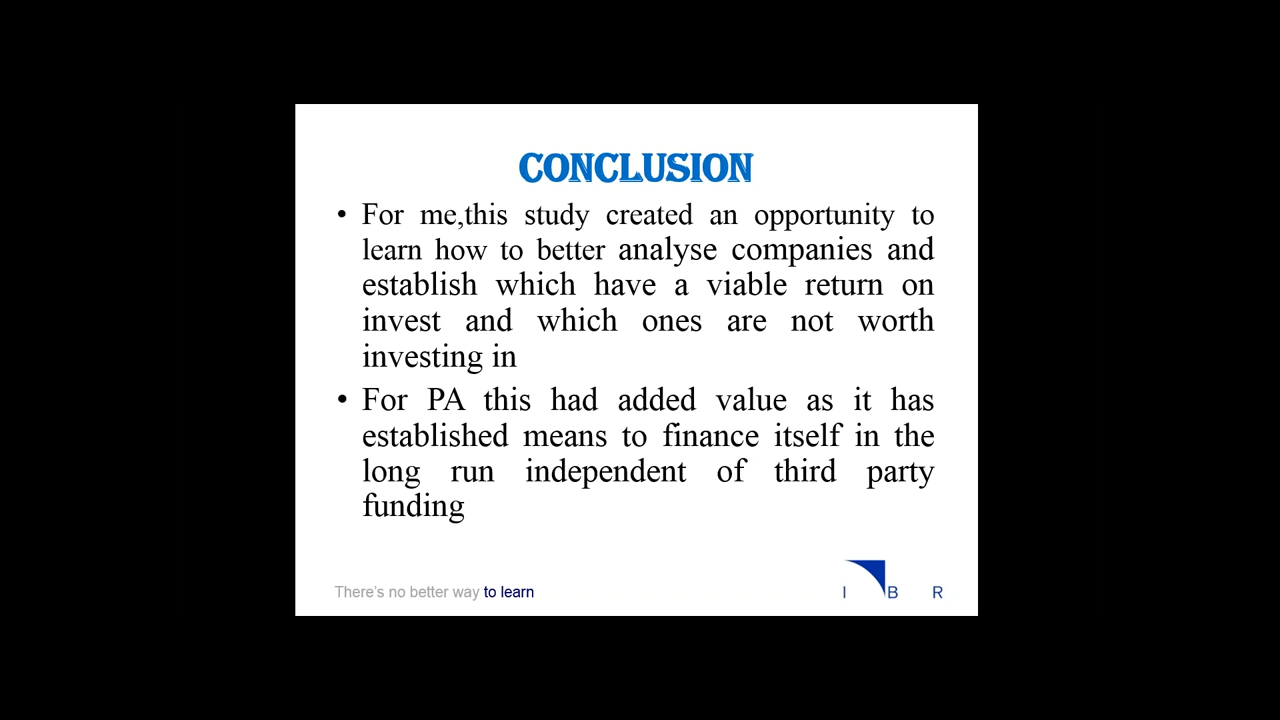 CONCLUSION
• For me,this study created an opportunity to
learn how to better analyse companies and
establish which have a viable return on
invest and which ones are not worth
investing in
• For PA this had added value as it has
established means to finance itself in the
long run independent of third party
funding
There's no better way to learn
I B R